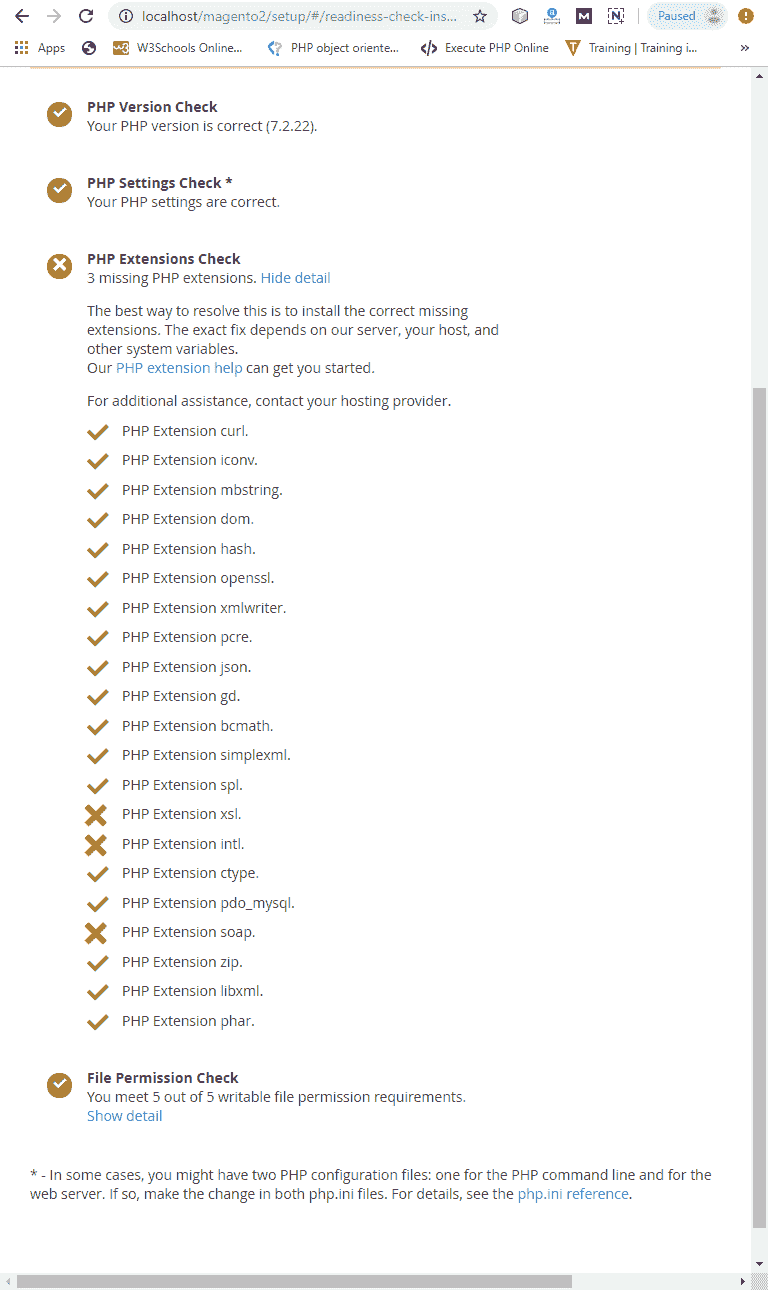 localhost/magento2/setup/#/readiness-check-ins...
Paused
Apps
W3Schools Online...
PHP object oriente...
Execute PHP Online
Training | Training i...
»
PHP Version Check
Your PHP version is correct (7.2.22).
PHP Settings Check *
Your PHP settings are correct.
PHP Extensions Check
3 missing PHP extensions. Hide detail
The best way to resolve this is to install the correct missing
extensions. The exact fix depends on our server, your host, and
other system variables.
Our PHP extension help can get you started.
For additional assistance, contact your hosting provider.
PHP Extension curl.
PHP Extension iconv.
PHP Extension mbstring.
PHP Extension dom.
PHP Extension hash.
PHP Extension openssl.
PHP Extension xmlwriter.
PHP Extension pcre.
PHP Extension json.
PHP Extension gd.
PHP Extension bcmath.
PHP Extension simplexml.
PHP Extension spl.
PHP Extension xsl.
PHP Extension intl.
PHP Extension ctype.
PHP Extension pdo_mysql.
PHP Extension soap.
PHP Extension zip.
PHP Extension libxml.
PHP Extension phar.
File Permission Check
You meet 5 out of 5 writable file permission requirements.
Show detail
* - In some cases, you might have two PHP configuration files: one for the PHP command line and for the
web server. If so, make the change in both php.ini files. For details, see the php.ini reference.